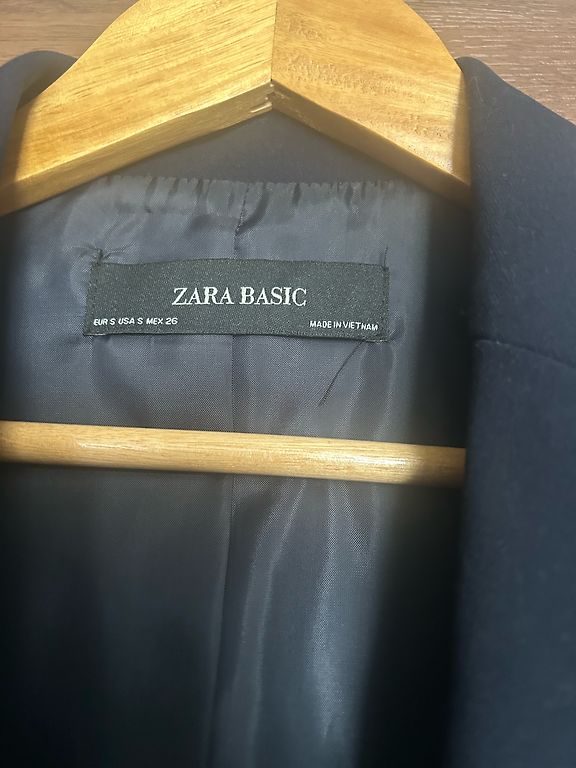 ZARA BASIC
EUR S USA S MEX 26
MADE IN VIETNAM